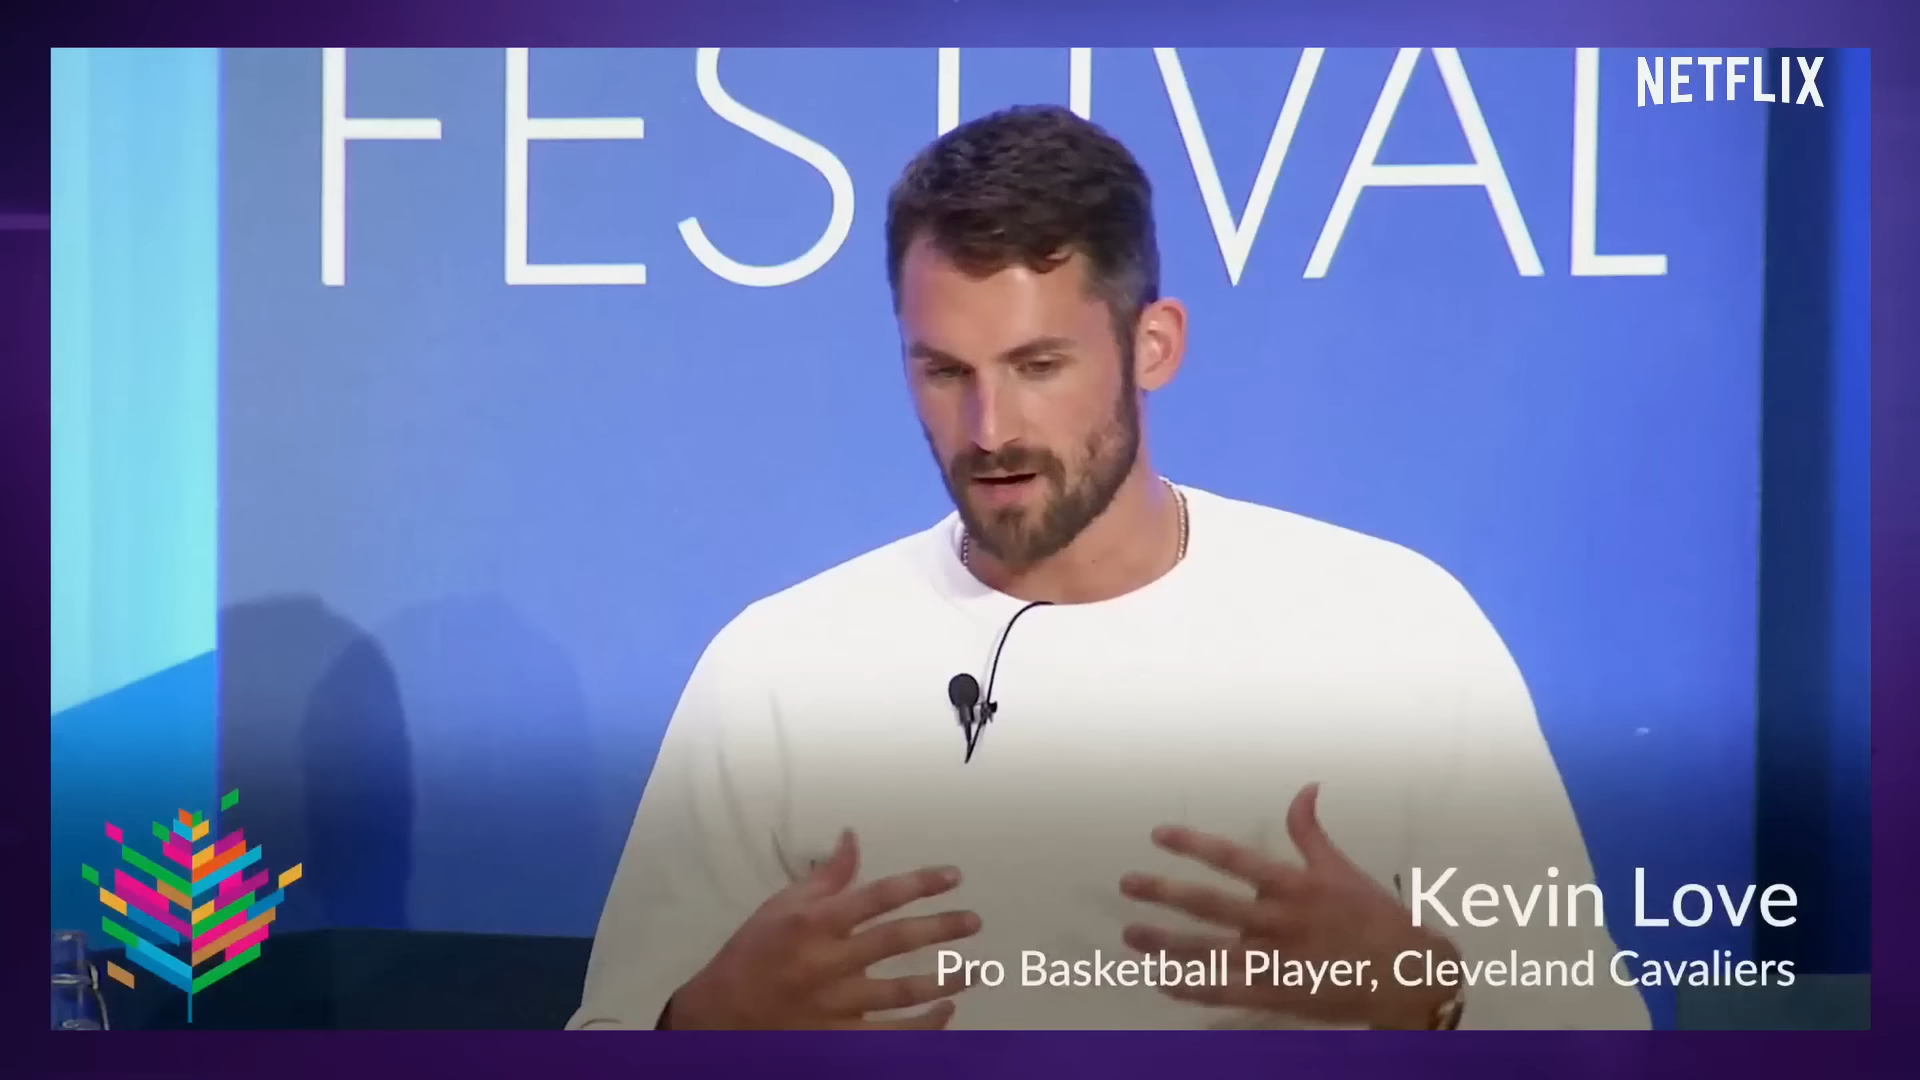 FESTIVAL
NETFLIX
Kevin Love
Pro Basketball Player, Cleveland Cavaliers